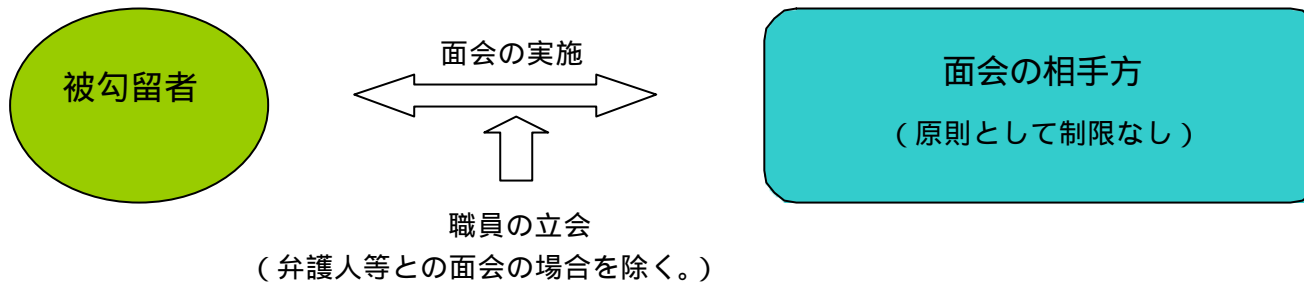 被勾留者
面会の実施
面会の相手方
(原則として制限なし)
職員の立会
(弁護人等との面会の場合を除く。)